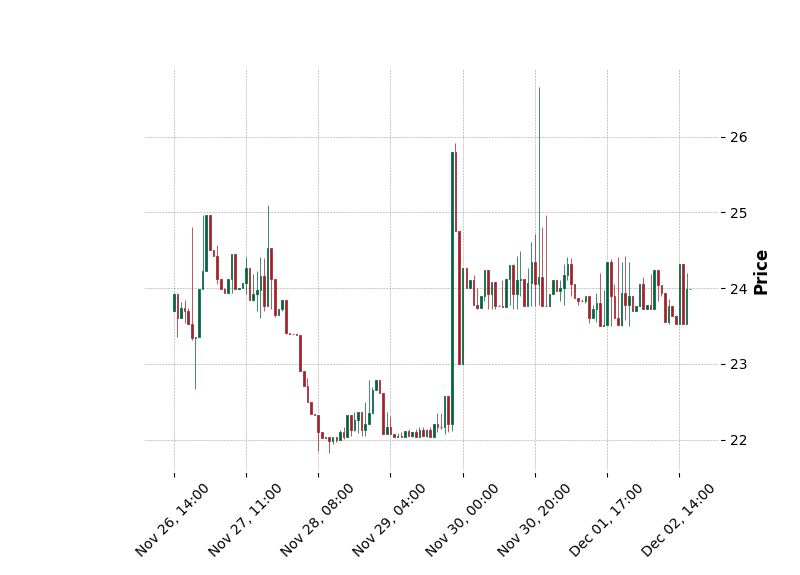 26
25
24
23
22
Price
Nov 26, 14:00
Nov 27, 11:00
Nov 28, 08:00
Nov 29, 04:00
Nov 30, 00:00
Nov 30, 20:00
Dec 01, 17:00
Dec 02, 14:00